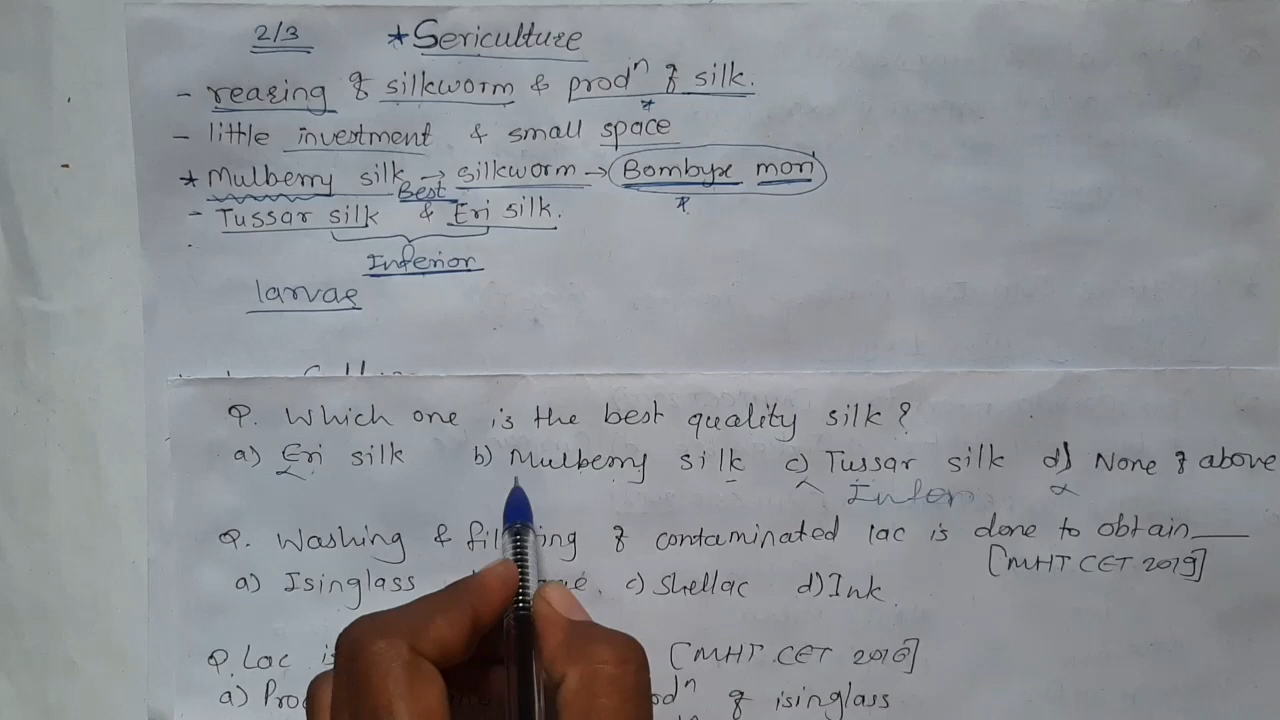 2/3 *Sericulture
- rearing of silkworm & prodⁿ of silk.
- little investment & small space
* Mulberry silk → silkworm → Bombyx mori
Best
- Tussar silk & Eri silk.
Inferior
larvae
Q. Which one is the best quality silk?
a) Eri silk b) Mulberry silk c) Tussar silk d) None of above
Q. Washing & of contaminated lac is done to obtain ___
[MHT CET 2019]
a) Isinglass c) Shellac d) Ink
Q. Lac [MHT CET 2016]
a) of isinglass